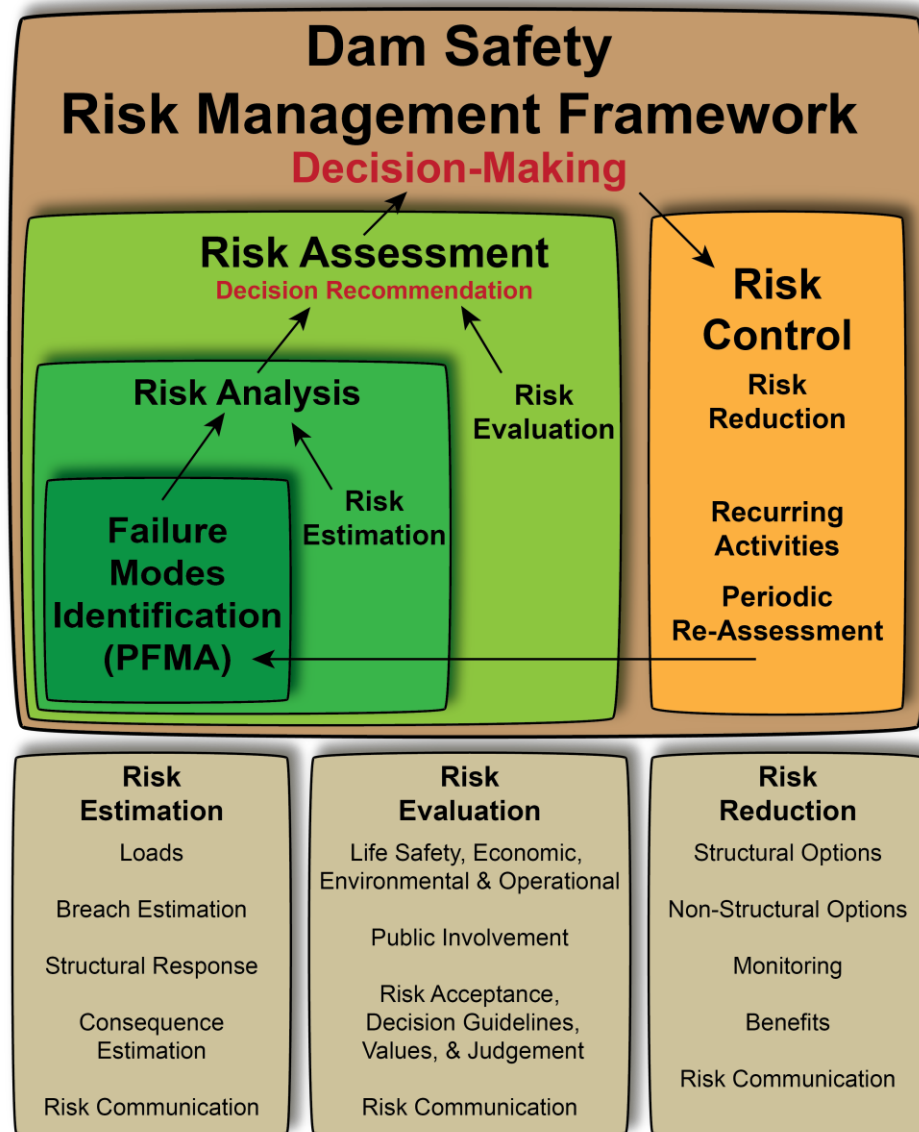 Dam Safety
Risk Management Framework
Decision-Making
Risk Assessment
Decision Recommendation
Risk Analysis
Risk
Evaluation
Risk
Estimation
Failure
Modes
Identification
(PFMA)
Risk
Control
Risk
Reduction
Recurring
Activities
Periodic
Re-Assessment
Risk
Estimation
Loads
Breach Estimation
Structural Response
Consequence
Estimation
Risk Communication
Risk
Evaluation
Life Safety, Economic,
Environmental & Operational
Public Involvement
Risk Acceptance,
Decision Guidelines,
Values, & Judgement
Risk Communication
Risk
Reduction
Structural Options
Non-Structural Options
Monitoring
Benefits
Risk Communication